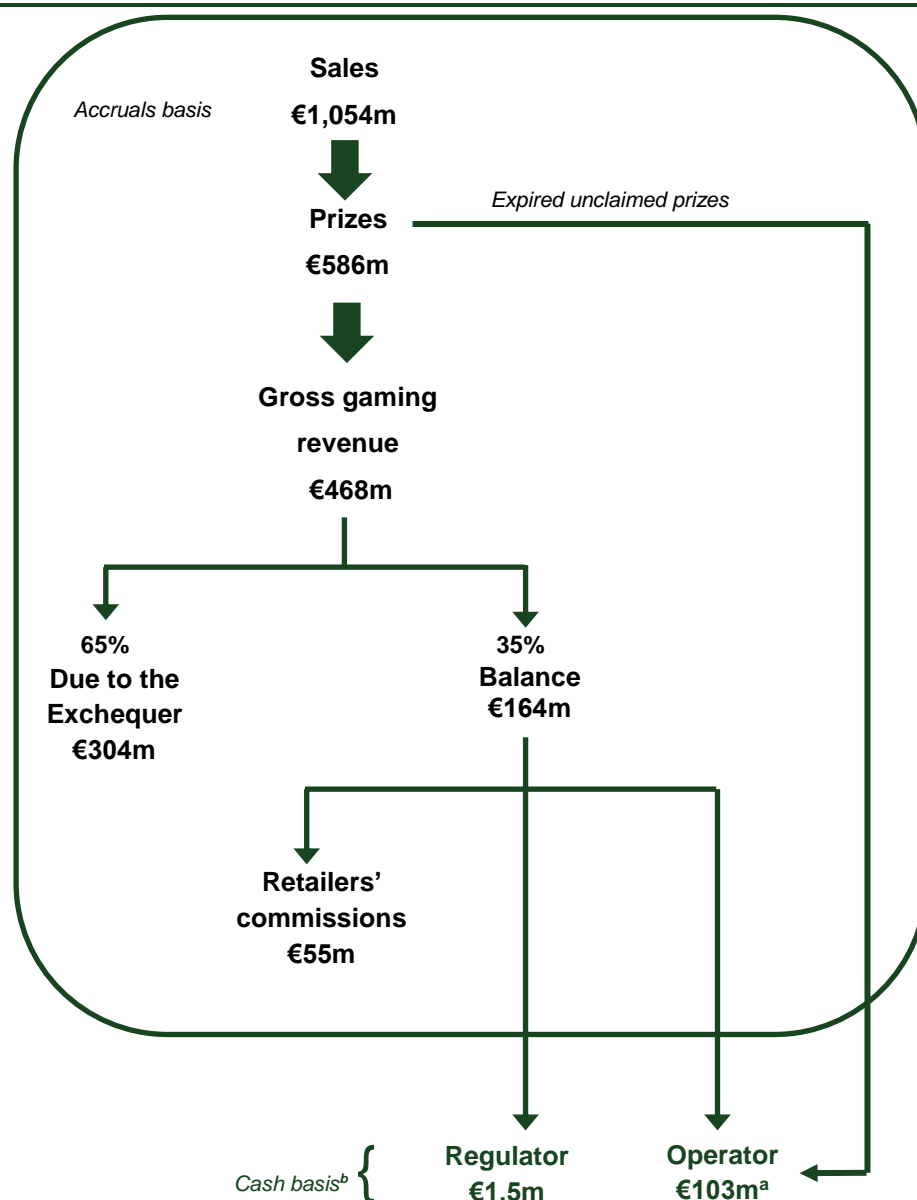 Sales
Accruals basis
€1,054m
Expired unclaimed prizes
Prizes
€586m
Gross gaming
revenue
€468m
65%
Due to the
Exchequer
€304m
35%
Balance
€164m
Retailers’
commissions
€55m
Cash basisᵇ {
Regulator
€1.5m
Operator
€103mᵃ